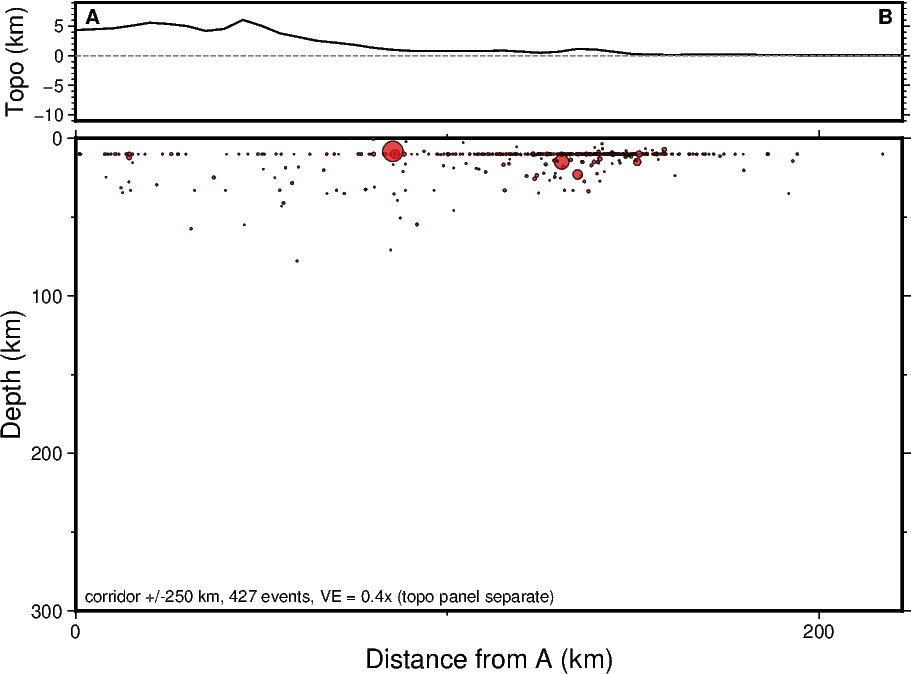 A
B
Topo (km)
5
0
−5
−10
0
100
200
300
Depth (km)
corridor +/-250 km, 427 events, VE = 0.4x (topo panel separate)
0
200
Distance from A (km)